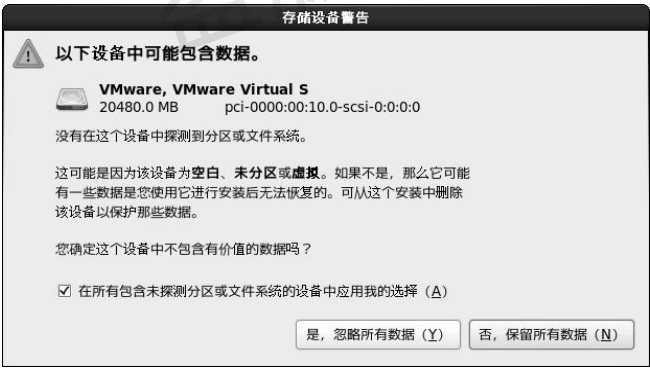 存储设备警告
以下设备中可能包含数据。
VMware, VMware Virtual S
20480.0 MB pci-0000:00:10.0-scsi-0:0:0:0
没有在这个设备中探测到分区或文件系统。
这可能是因为该设备为空白、未分区或虚拟。如果不是，那么它可能
有一些数据是您使用它进行安装后无法恢复的。可从这个安装中删除
该设备以保护那些数据。
您确定这个设备中不包含有价值的数据吗？
在所有包含未探测分区或文件系统的设备中应用我的选择（A）
是，忽略所有数据（Y） 否，保留所有数据（N）